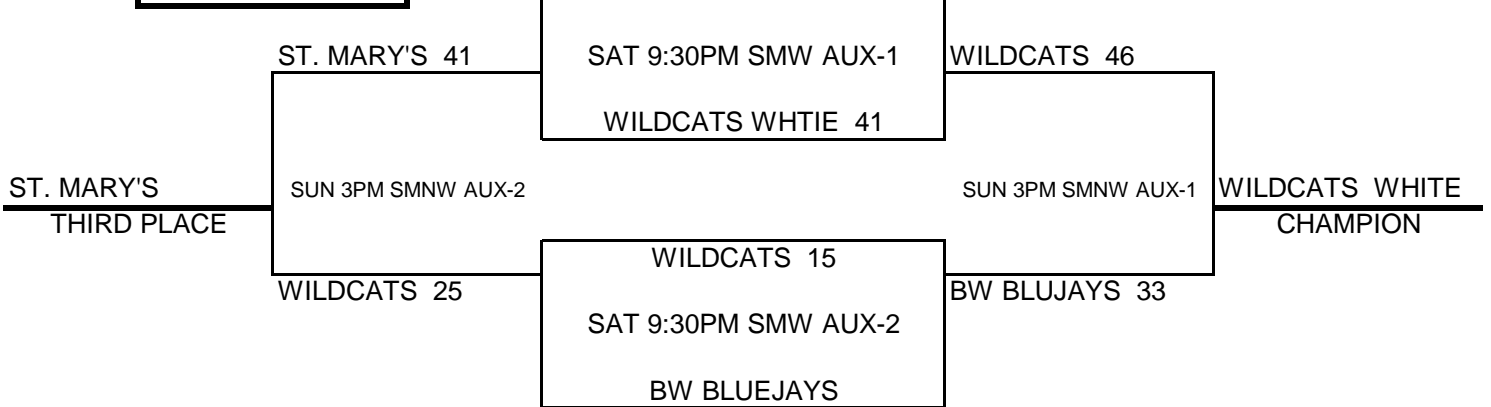 ST. MARY'S 41
SAT 9:30PM SMW AUX-1
WILDCATS 46
WILDCATS WHTIE 41
ST. MARY'S
SUN 3PM SMNW AUX-2
SUN 3PM SMNW AUX-1
WILDCATS WHITE
THIRD PLACE
CHAMPION
WILDCATS 15
WILDCATS 25
BW BLUJAYS 33
SAT 9:30PM SMW AUX-2
BW BLUEJAYS